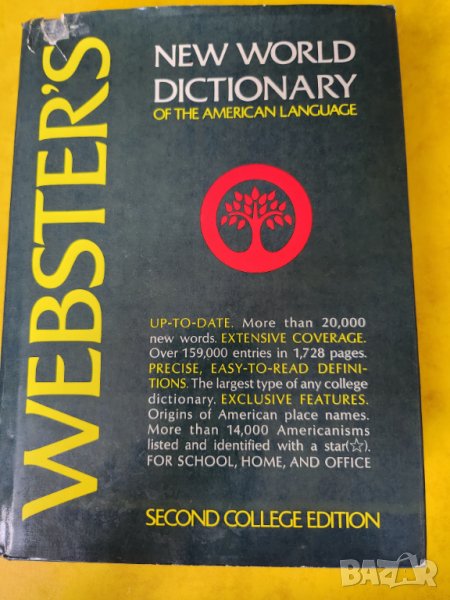 WEBSTER'S
NEW WORLD
DICTIONARY
OF THE AMERICAN LANGUAGE
UP-TO-DATE. More than 20,000
new words. EXTENSIVE COVERAGE.
Over 159,000 entries in 1,728 pages.
PRECISE, EASY-TO-READ DEFINI-
TIONS. The largest type of any college
dictionary. EXCLUSIVE FEATURES.
Origins of American place names.
More than 14,000 Americanisms
listed and identified with a star(☆).
FOR SCHOOL, HOME, AND OFFICE
SECOND COLLEGE EDITION
BAZAR